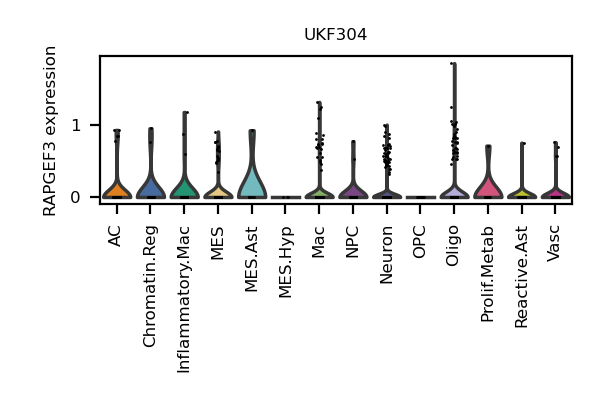 UKF304
RAPGEF3 expression
1
0
AC
Chromatin.Reg
Inflammatory.Mac
MES
MES.Ast
MES.Hyp
Mac
NPC
Neuron
OPC
Oligo
Prolif.Metab
Reactive.Ast
Vasc